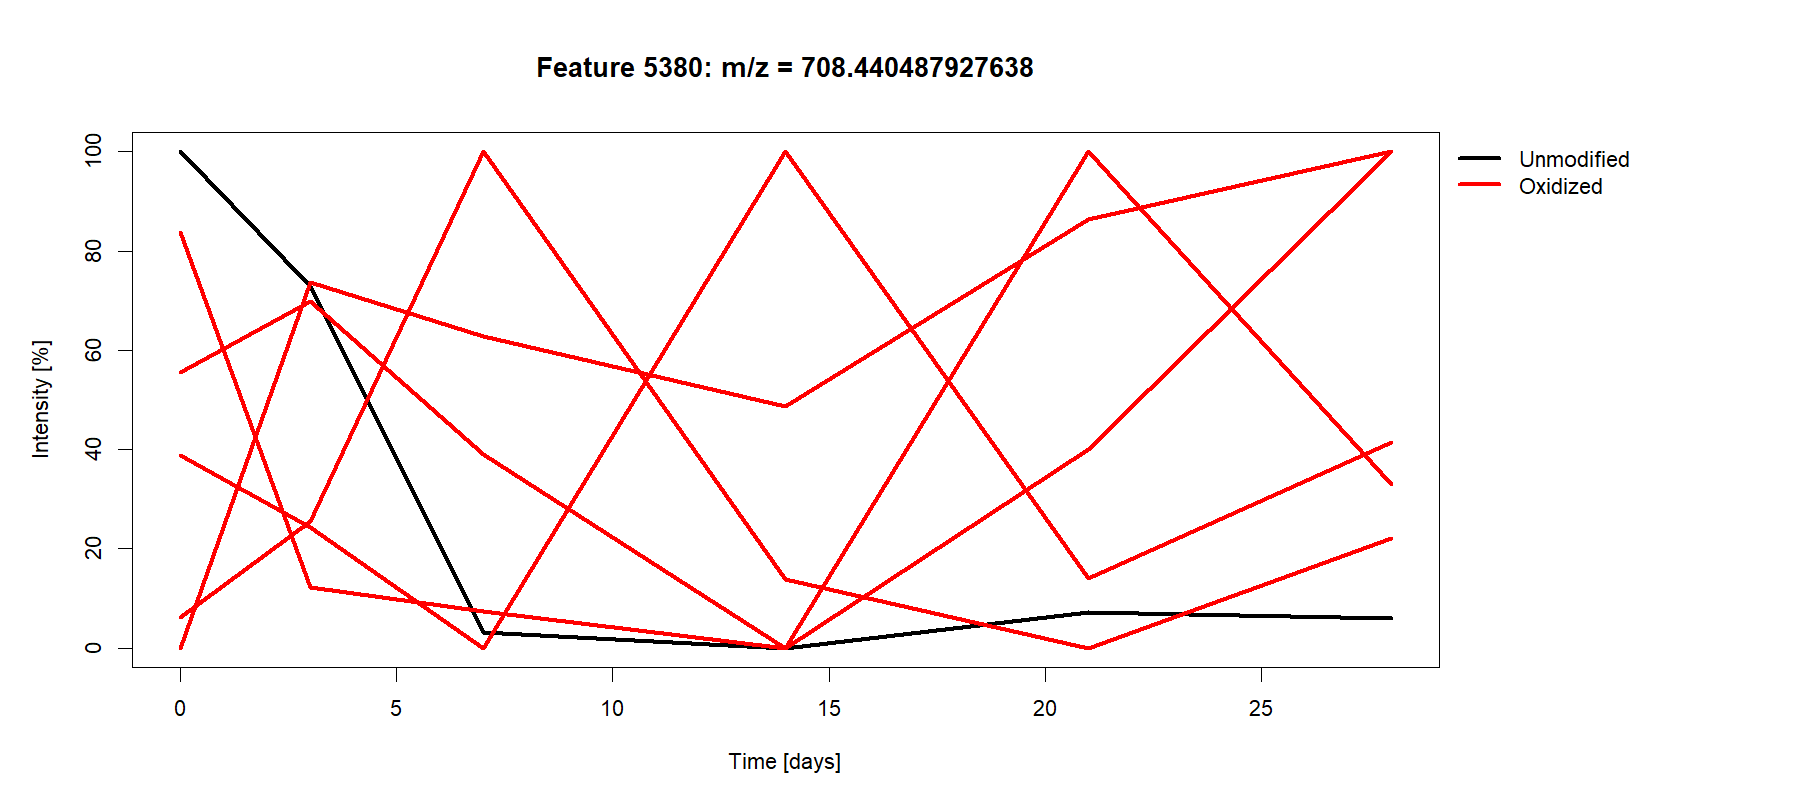 Feature 5380: m/z = 708.440487927638
Unmodified
Oxidized
Intensity [%]
100
80
60
40
20
0
0 5 10 15 20 25
Time [days]